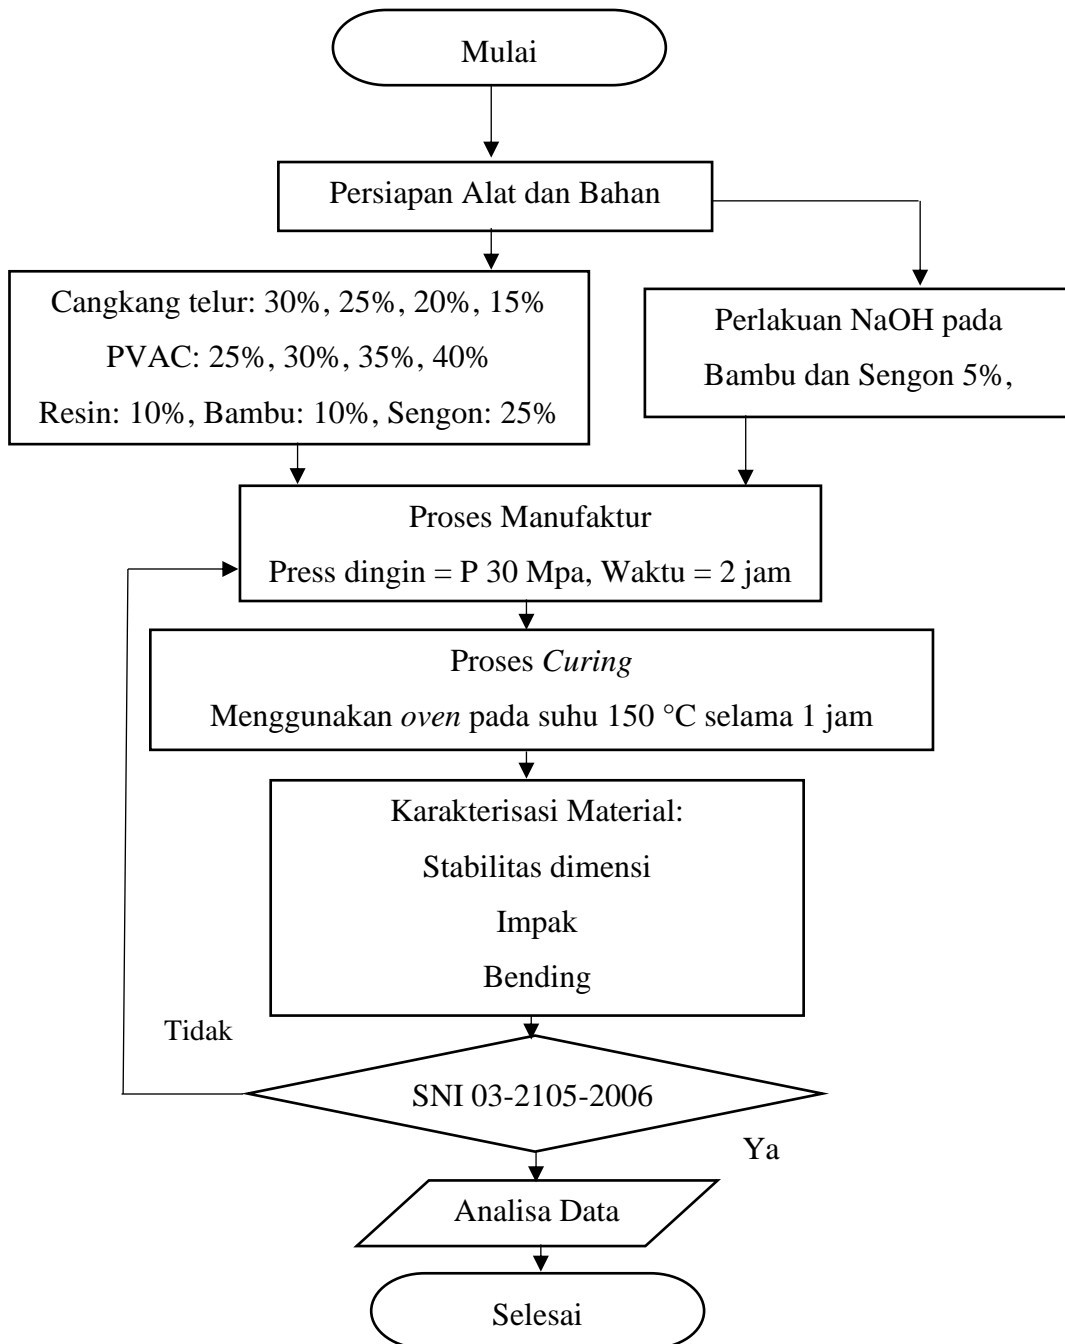 Mulai
Persiapan Alat dan Bahan
Cangkang telur: 30%, 25%, 20%, 15%
PVAC: 25%, 30%, 35%, 40%
Resin: 10%, Bambu: 10%, Sengon: 25%
Perlakuan NaOH pada
Bambu dan Sengon 5%,
Proses Manufaktur
Press dingin = P 30 Mpa, Waktu = 2 jam
Proses Curing
Menggunakan oven pada suhu 150 °C selama 1 jam
Karakterisasi Material:
Stabilitas dimensi
Impak
Bending
Tidak
SNI 03-2105-2006
Ya
Analisa Data
Selesai